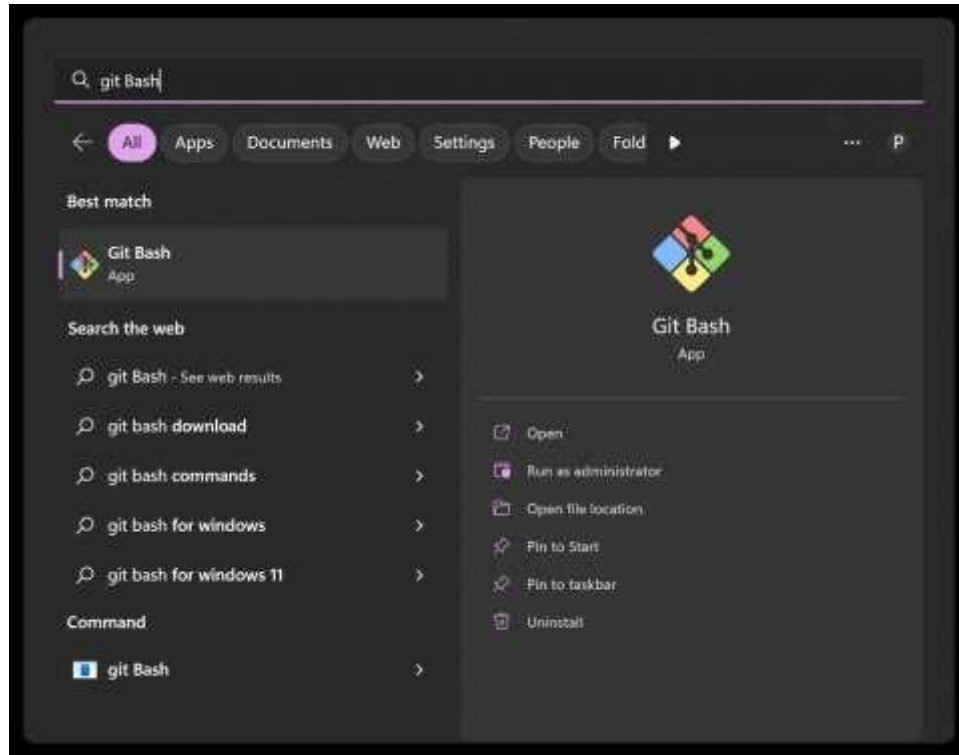 git Bash
All Apps Documents Web Settings People Fold ... P
Best match
Git Bash
App
Search the web
git Bash - See web results
git bash download
git bash commands
git bash for windows
git bash for windows 11
Command
git Bash
Git Bash
App
Open
Run as administrator
Open file location
Pin to Start
Pin to taskbar
Uninstall